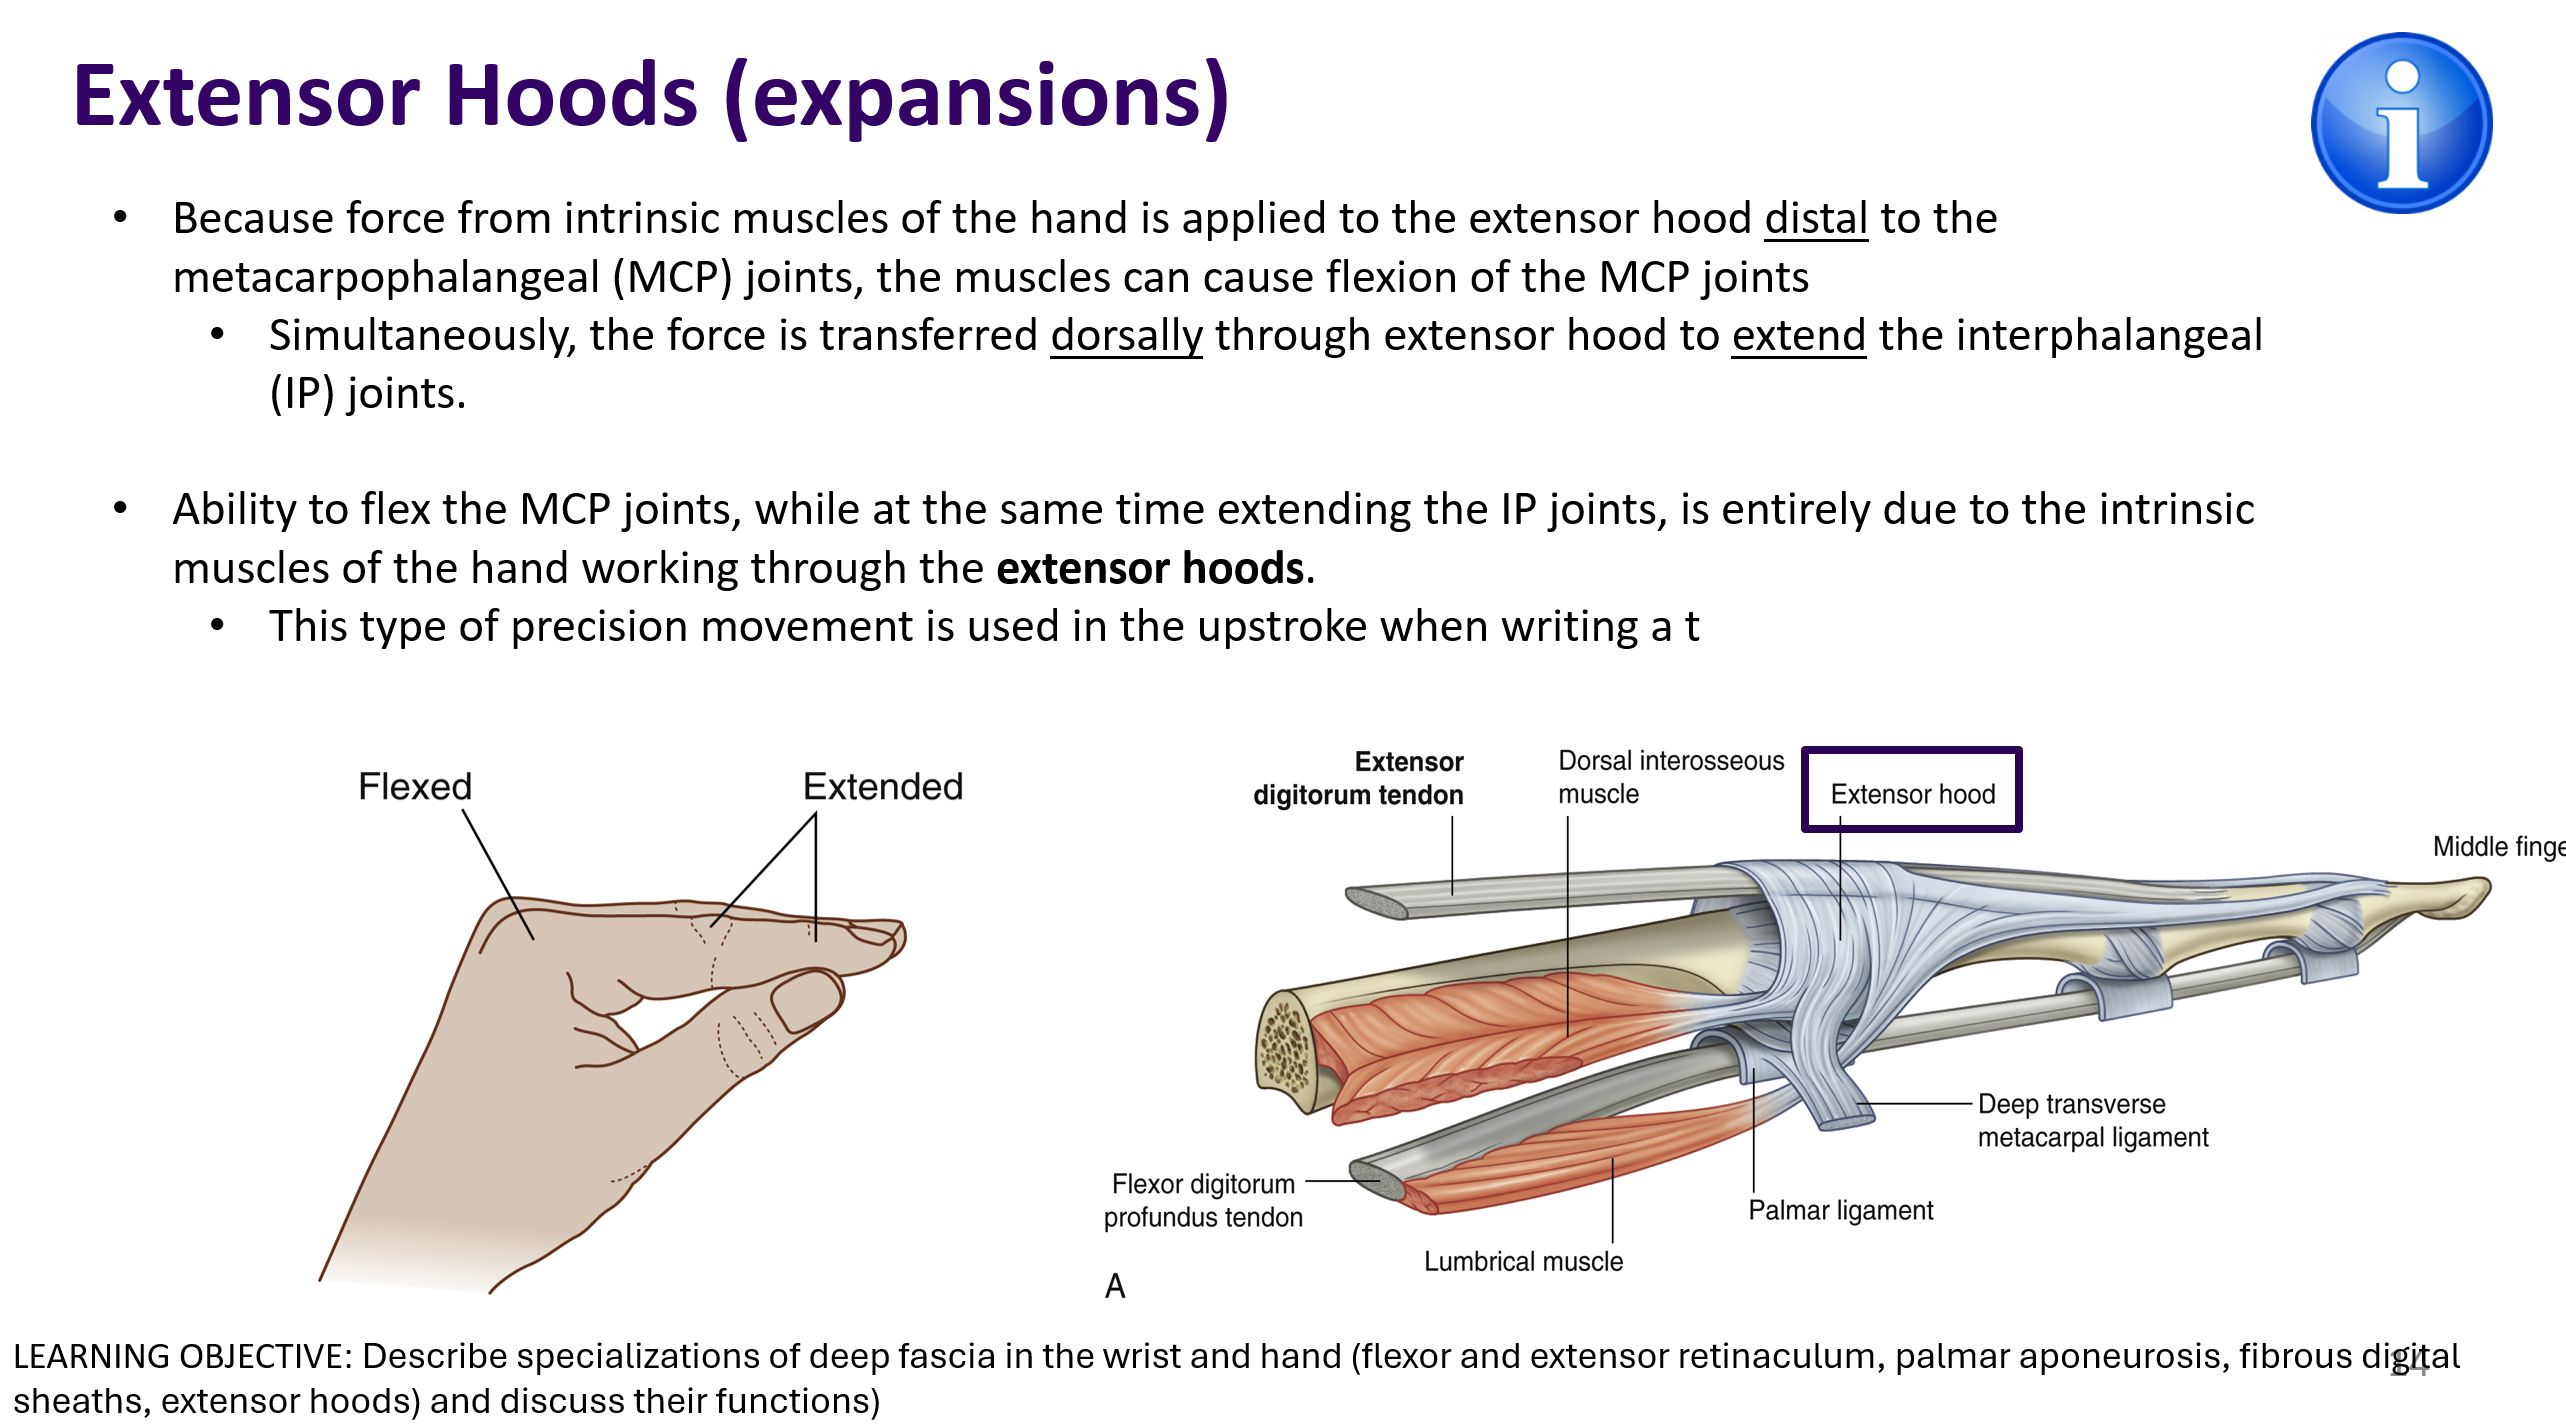 Extensor Hoods (expansions)
• Because force from intrinsic muscles of the hand is applied to the extensor hood distal to the
metacarpophalangeal (MCP) joints, the muscles can cause flexion of the MCP joints
• Simultaneously, the force is transferred dorsally through extensor hood to extend the interphalangeal
(IP) joints.
• Ability to flex the MCP joints, while at the same time extending the IP joints, is entirely due to the intrinsic
muscles of the hand working through the extensor hoods.
• This type of precision movement is used in the upstroke when writing a t
Flexed
Extended
Extensor
digitorum tendon
Dorsal interosseous
muscle
Extensor hood
Middle finge
Deep transverse
metacarpal ligament
Palmar ligament
Flexor digitorum
profundus tendon
Lumbrical muscle
A
LEARNING OBJECTIVE: Describe specializations of deep fascia in the wrist and hand (flexor and extensor retinaculum, palmar aponeurosis, fibrous digital
sheaths, extensor hoods) and discuss their functions)
14